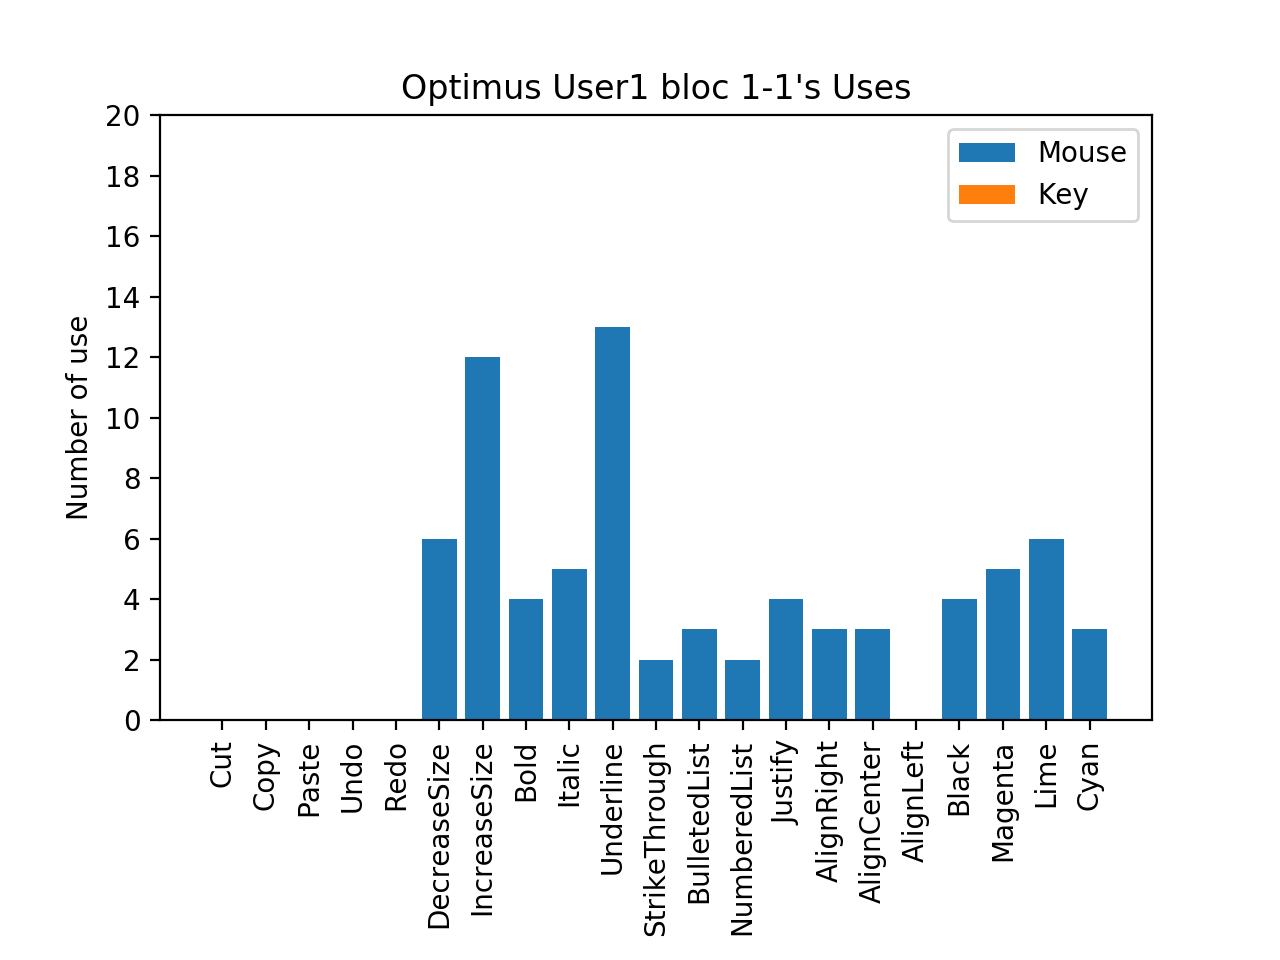 Optimus User1 bloc 1-1's Uses
Mouse
Key
Number of use
20
18
16
14
12
10
8
6
4
2
0
Cut
Copy
Paste
Undo
Redo
DecreaseSize
IncreaseSize
Bold
Italic
Underline
StrikeThrough
BulletedList
NumberedList
Justify
AlignRight
AlignCenter
AlignLeft
Black
Magenta
Lime
Cyan